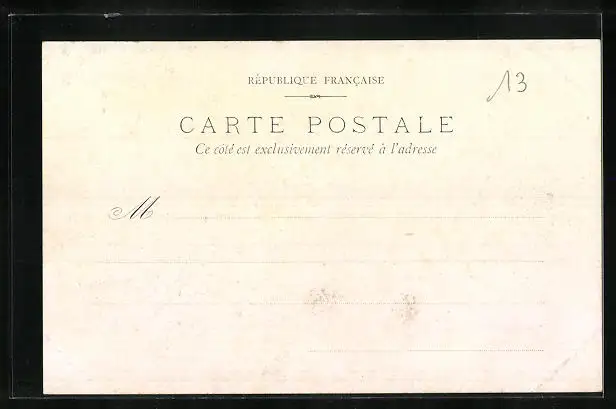 RÉPUBLIQUE FRANÇAISE
13
CARTE POSTALE
Ce côté est exclusivement réservé à l'adresse
M